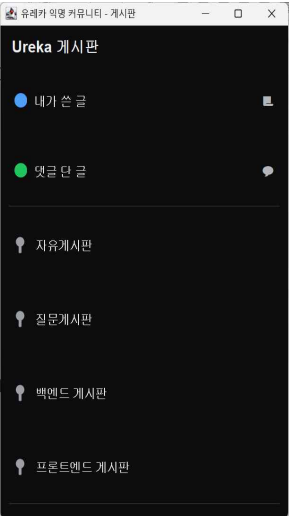 유레카 익명 커뮤니티 - 게시판
Ureka 게시판
내가 쓴 글
댓글 단 글
자유게시판
질문게시판
백엔드 게시판
프론트엔드 게시판